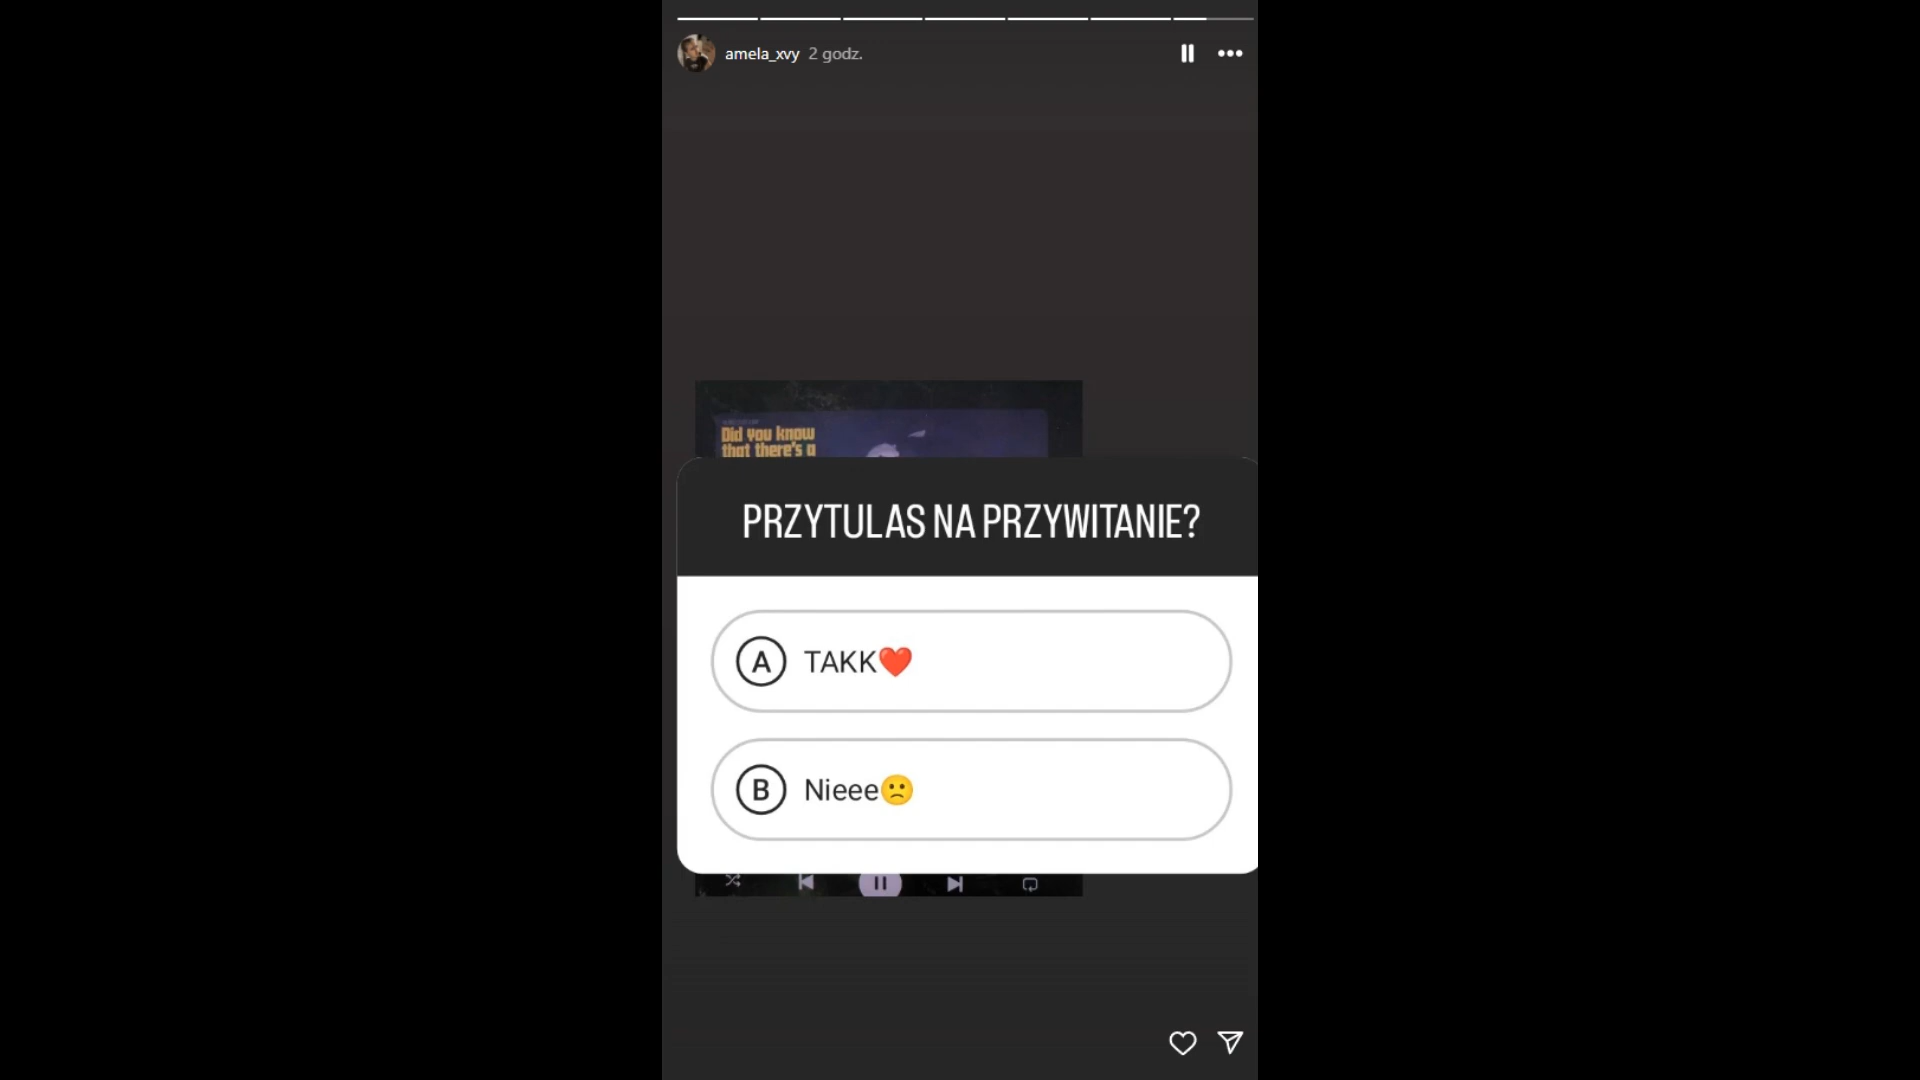 amela_xvy 2 godz.
Did you know
that there's a
PRZYTULAS NA PRZYWITANIE?
A TAKK❤️
B Nieee🙁